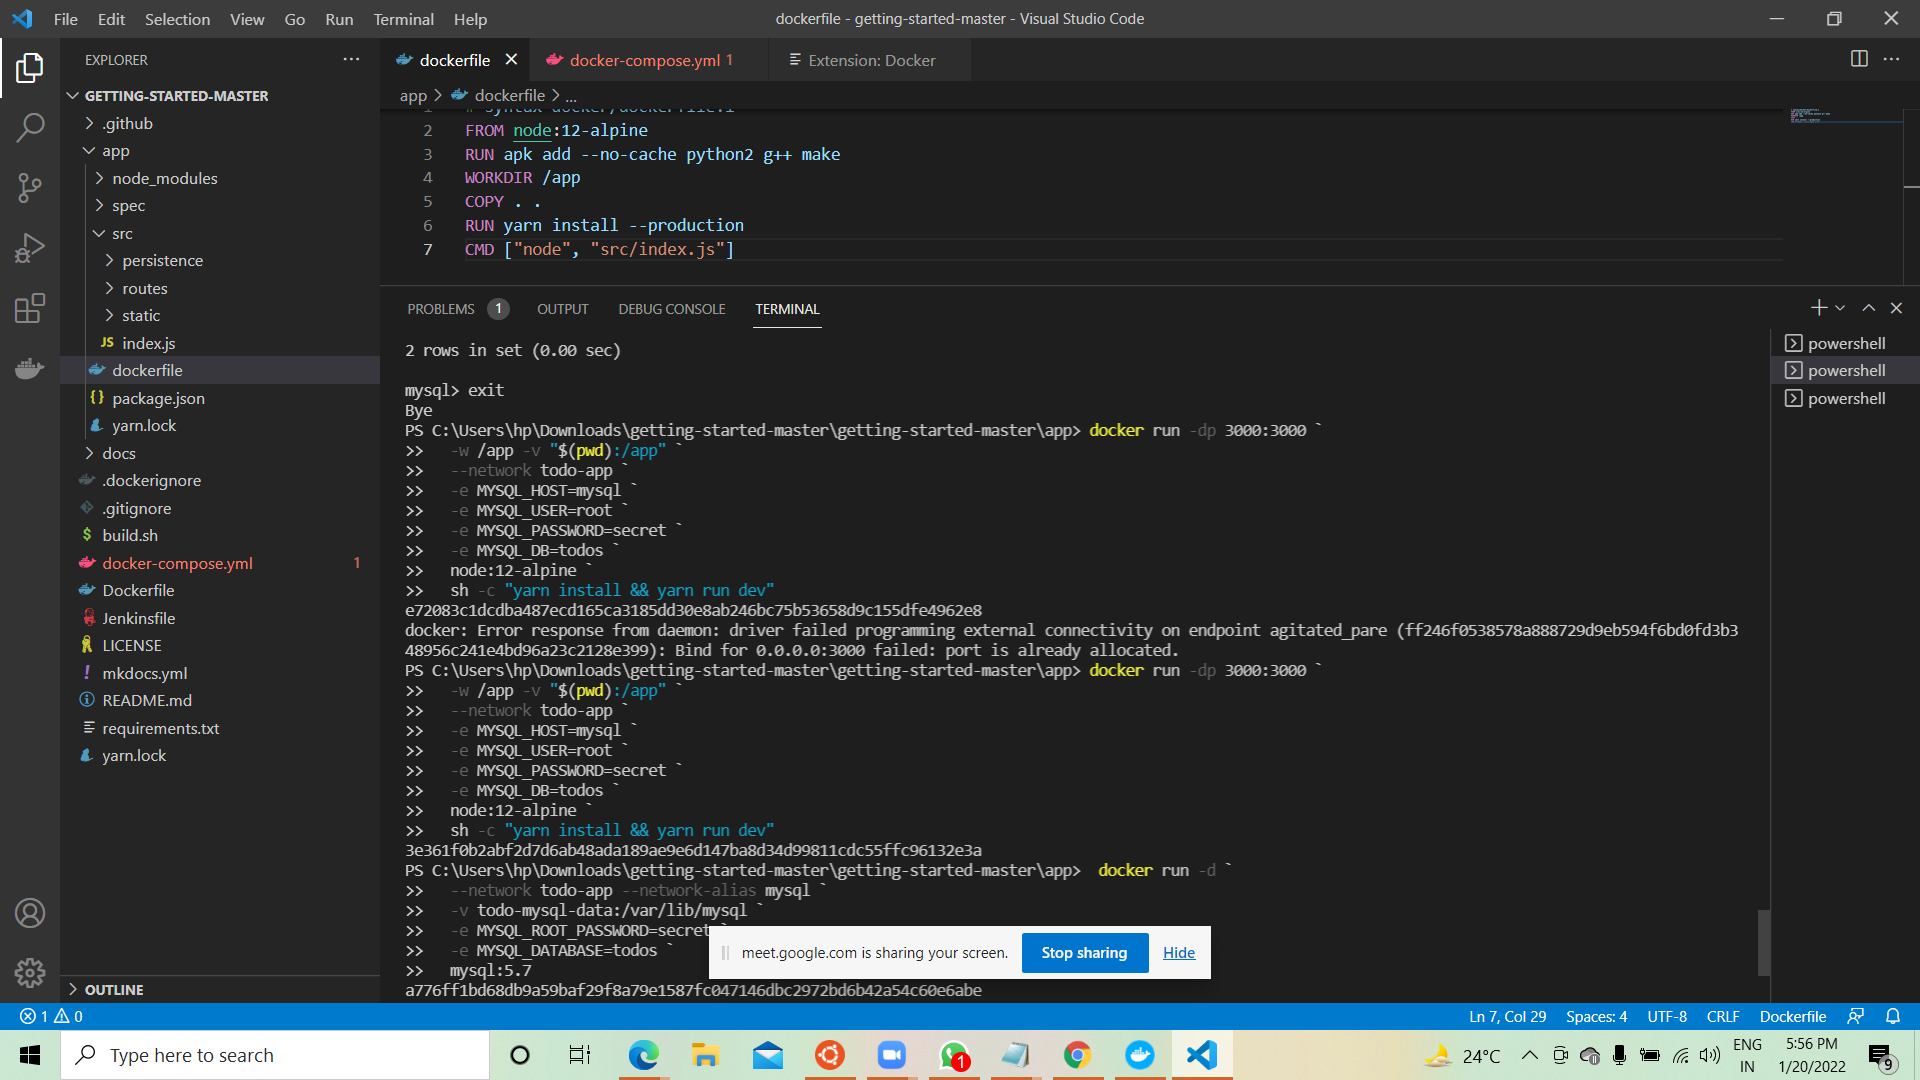 File Edit Selection View Go Run Terminal Help
dockerfile - getting-started-master - Visual Studio Code
EXPLORER
GETTING-STARTED-MASTER
.github
app
node_modules
spec
src
persistence
routes
static
JS index.js
dockerfile
{} package.json
yarn.lock
docs
.dockerignore
.gitignore
$ build.sh
docker-compose.yml 1
Dockerfile
Jenkinsfile
LICENSE
! mkdocs.yml
README.md
requirements.txt
yarn.lock
OUTLINE
dockerfile
docker-compose.yml 1
Extension: Docker
app > dockerfile > ...
2 FROM node:12-alpine
3 RUN apk add --no-cache python2 g++ make
4 WORKDIR /app
5 COPY . .
6 RUN yarn install --production
7 CMD ["node", "src/index.js"]
PROBLEMS 1 OUTPUT DEBUG CONSOLE TERMINAL
powershell
powershell
powershell
2 rows in set (0.00 sec)
mysql> exit
Bye
PS C:\Users\hp\Downloads\getting-started-master\getting-started-master\app> docker run -dp 3000:3000 `
>> -w /app -v "$(pwd):/app" `
>> --network todo-app `
>> -e MYSQL_HOST=mysql `
>> -e MYSQL_USER=root `
>> -e MYSQL_PASSWORD=secret `
>> -e MYSQL_DB=todos `
>> node:12-alpine `
>> sh -c "yarn install && yarn run dev"
e72083c1dcdba487ecd165ca3185dd30e8ab246bc75b53658d9c155dfe4962e8
docker: Error response from daemon: driver failed programming external connectivity on endpoint agitated_pare (ff246f0538578a888729d9eb594f6bd0fd3b3
48956c241e4bd96a23c2128e399): Bind for 0.0.0.0:3000 failed: port is already allocated.
PS C:\Users\hp\Downloads\getting-started-master\getting-started-master\app> docker run -dp 3000:3000 `
>> -w /app -v "$(pwd):/app" `
>> --network todo-app `
>> -e MYSQL_HOST=mysql `
>> -e MYSQL_USER=root `
>> -e MYSQL_PASSWORD=secret `
>> -e MYSQL_DB=todos `
>> node:12-alpine `
>> sh -c "yarn install && yarn run dev"
3e361f0b2abf2d7d6ab48ada189ae9e6d147ba8d34d99811cdc55ffc96132e3a
PS C:\Users\hp\Downloads\getting-started-master\getting-started-master\app> docker run -d `
>> --network todo-app --network-alias mysql `
>> -v todo-mysql-data:/var/lib/mysql `
>> -e MYSQL_ROOT_PASSWORD=secret `
>> -e MYSQL_DATABASE=todos `
>> mysql:5.7
a776ff1bd68db9a59baf29f8a79e1587fc047146dbc2972bd6b42a54c60e6abe
meet.google.com is sharing your screen. Stop sharing Hide
1 0
Ln 7, Col 29 Spaces: 4 UTF-8 CRLF Dockerfile
Type here to search
1
24°C
ENG
IN
5:56 PM
1/20/2022
9